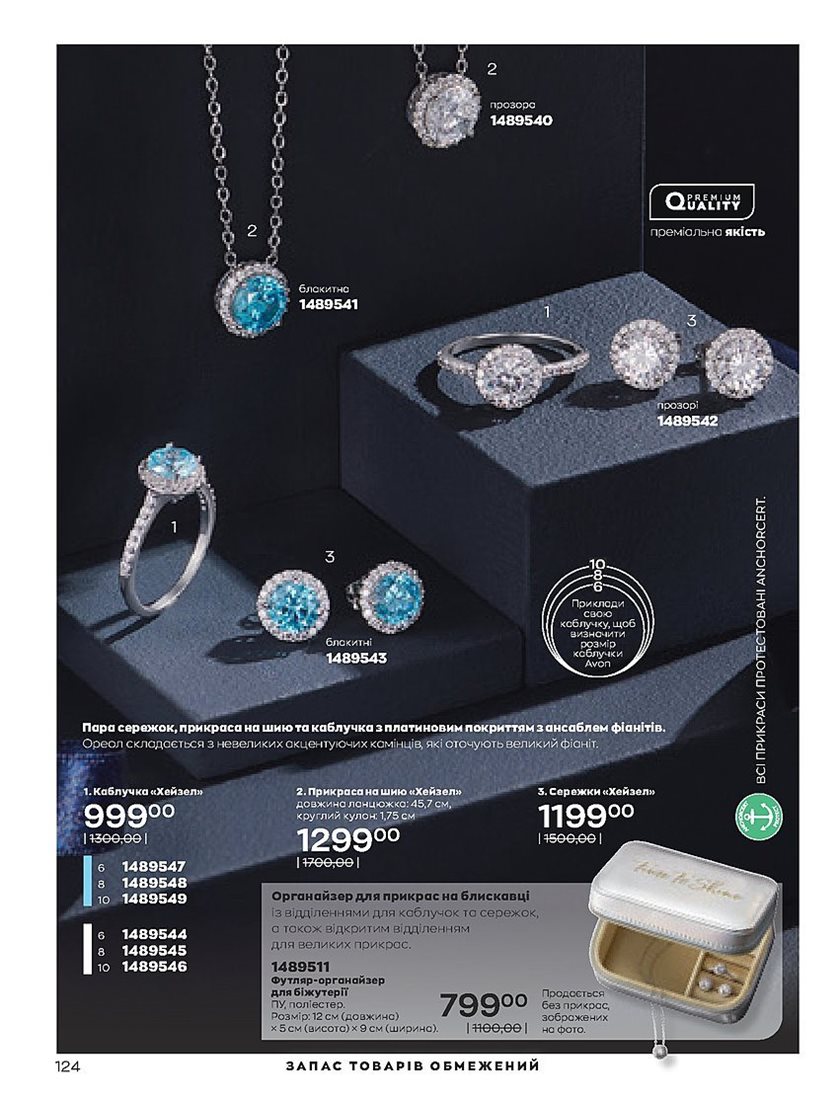 2
прозора
1489540
PREMIUM
QUALITY
преміальна якість
2
блакитна
1489541
1
3
прозорі
1489542
1
3
блакитні
1489543
10
8
6
Приклади
свою
каблучку, щоб
визначити
розмір
каблучки
Avon
ВСІ ПРИКРАСИ ПРОТЕСТОВАНІ ANCHORCERT.
Пара сережок, прикраса на шию та каблучка з платиновим покриттям з ансаблем фіанітів.
Ореол складається з невеликих акцентуючих камінців, які оточують великий фіаніт.
1. Каблучка «Хейзел»
99900
|1300,00|
6 1489547
8 1489548
10 1489549
6 1489544
8 1489545
10 1489546
2. Прикраса на шию «Хейзел»
довжина ланцюжка: 45,7 см,
круглий кулон: 1,75 см
129900
|1700,00|
3. Сережки «Хейзел»
119900
|1500,00|
Органайзер для прикрас на блискавці
із відділеннями для каблучок та сережок,
а також відкритим відділенням
для великих прикрас.
1489511
Футляр-органайзер
для біжутерії
ПУ, поліестер.
Розмір: 12 см (довжина)
× 5 см (висота) × 9 см (ширина).
79900
|1100,00|
Продається
без прикрас,
зображених
на фото.
124
ЗАПАС ТОВАРІВ ОБМЕЖЕНИЙ